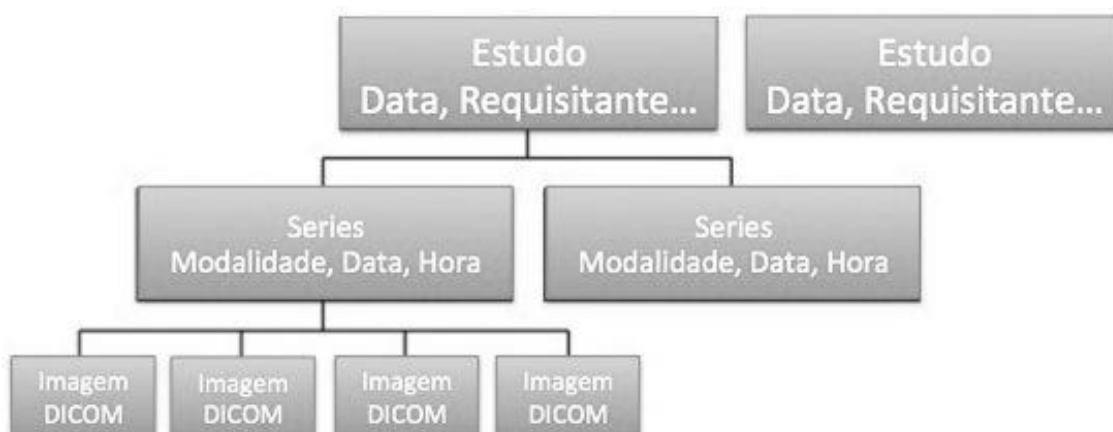 Estudo
Data, Requisitante...
Estudo
Data, Requisitante...
Series
Modalidade, Data, Hora
Series
Modalidade, Data, Hora
Imagem
DICOM
Imagem
DICOM
Imagem
DICOM
Imagem
DICOM